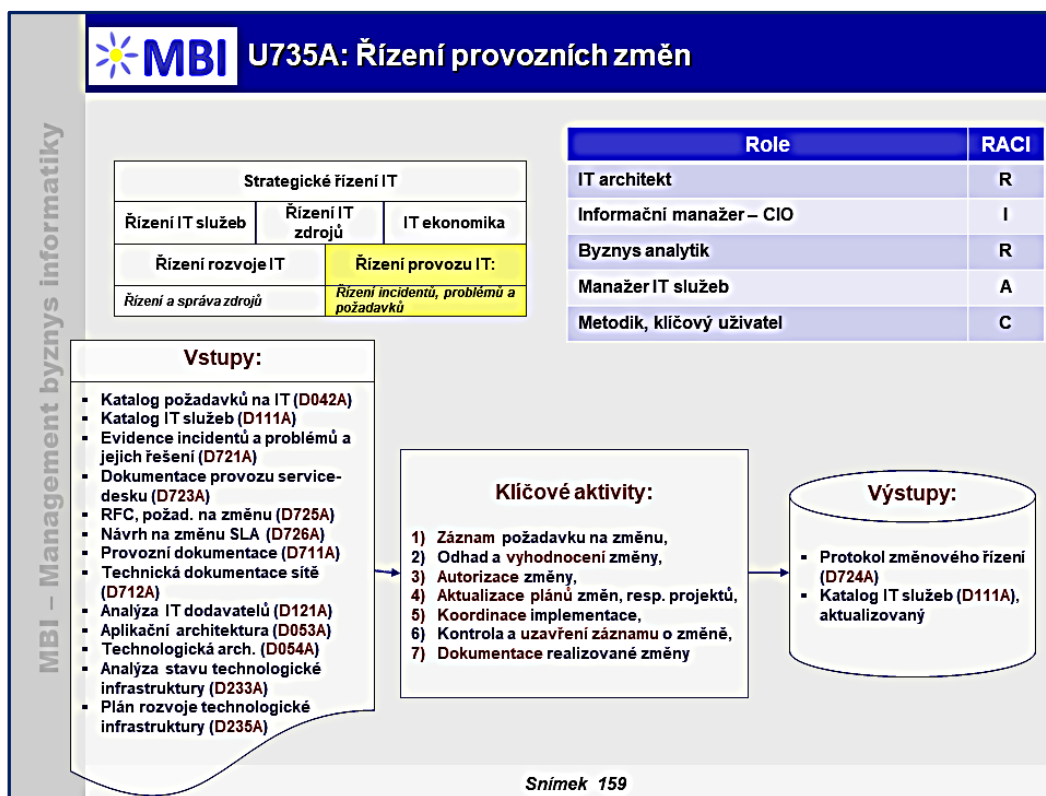 MBI
U735A: Řízení provozních změn
MBI – Management byznys informatiky
Strategické řízení IT
Řízení IT služeb
Řízení IT
zdrojů
IT ekonomika
Řízení rozvoje IT
Řízení provozu IT:
Řízení a správa zdrojů
Řízení incidentů, problémů a
požadavků
Role RACI
IT architekt R
Informační manažer – CIO I
Byznys analytik R
Manažer IT služeb A
Metodik, klíčový uživatel C
Vstupy:
▪ Katalog požadavků na IT (D042A)
▪ Katalog IT služeb (D111A)
▪ Evidence incidentů a problémů a
jejich řešení (D721A)
▪ Dokumentace provozu service-
desku (D723A)
▪ RFC, požad. na změnu (D725A)
▪ Návrh na změnu SLA (D726A)
▪ Provozní dokumentace (D711A)
▪ Technická dokumentace sítě
(D712A)
▪ Analýza IT dodavatelů (D121A)
▪ Aplikační architektura (D053A)
▪ Technologická arch. (D054A)
▪ Analýza stavu technologické
infrastruktury (D233A)
▪ Plán rozvoje technologické
infrastruktury (D235A)
Klíčové aktivity:
1) Záznam požadavku na změnu,
2) Odhad a vyhodnocení změny,
3) Autorizace změny,
4) Aktualizace plánů změn, resp. projektů,
5) Koordinace implementace,
6) Kontrola a uzavření záznamu o změně,
7) Dokumentace realizované změny
Výstupy:
▪ Protokol změnového řízení
(D724A)
▪ Katalog IT služeb (D111A),
aktualizovaný
Snímek 159